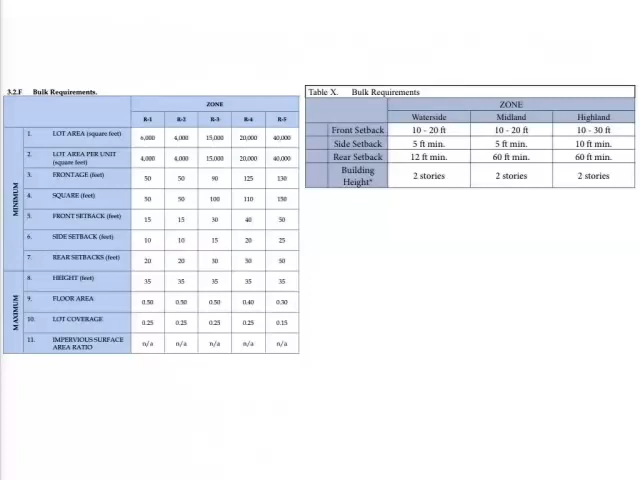 3.2.F Bulk Requirements.
ZONE
R-1 R-2 R-3 R-4 R-5
MINIMUM
1. LOT AREA (square feet) 6,000 4,000 15,000 20,000 40,000
2. LOT AREA PER UNIT (square feet) 4,000 4,000 15,000 20,000 40,000
3. FRONTAGE (feet) 50 50 90 125 130
4. SQUARE (feet) 50 50 100 110 150
5. FRONT SETBACK (feet) 15 15 30 40 50
6. SIDE SETBACK (feet) 10 10 15 20 25
7. REAR SETBACKS (feet) 20 20 30 50 50
MAXIMUM
8. HEIGHT (feet) 35 35 35 35 35
9. FLOOR AREA 0.50 0.50 0.50 0.40 0.30
10. LOT COVERAGE 0.25 0.25 0.25 0.25 0.15
11. IMPERVIOUS SURFACE AREA RATIO n/a n/a n/a n/a n/a
Table X. Bulk Requirements
ZONE
Waterside Midland Highland
Front Setback 10 - 20 ft 10 - 20 ft 10 - 30 ft
Side Setback 5 ft min. 5 ft min. 10 ft min.
Rear Setback 12 ft min. 60 ft min. 60 ft min.
Building Height* 2 stories 2 stories 2 stories